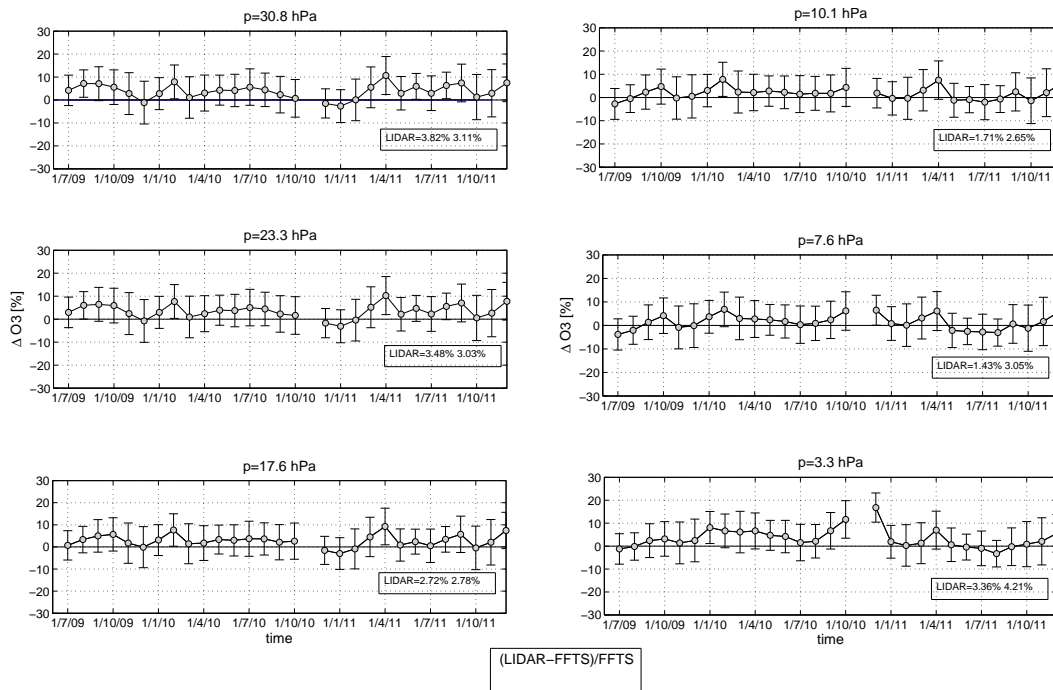 p=30.8 hPa
30
20
10
0
−10
−20
−30
LIDAR=3.82% 3.11%
1/7/09 1/10/09 1/1/10 1/4/10 1/7/10 1/10/10 1/1/11 1/4/11 1/7/11 1/10/11
p=23.3 hPa
Δ O3 [%]
30
20
10
0
−10
−20
−30
LIDAR=3.48% 3.03%
1/7/09 1/10/09 1/1/10 1/4/10 1/7/10 1/10/10 1/1/11 1/4/11 1/7/11 1/10/11
p=17.6 hPa
30
20
10
0
−10
−20
−30
LIDAR=2.72% 2.78%
1/7/09 1/10/09 1/1/10 1/4/10 1/7/10 1/10/10 1/1/11 1/4/11 1/7/11 1/10/11
time
p=10.1 hPa
30
20
10
0
−10
−20
−30
LIDAR=1.71% 2.65%
1/7/09 1/10/09 1/1/10 1/4/10 1/7/10 1/10/10 1/1/11 1/4/11 1/7/11 1/10/11
p=7.6 hPa
Δ O3 [%]
30
20
10
0
−10
−20
−30
LIDAR=1.43% 3.05%
1/7/09 1/10/09 1/1/10 1/4/10 1/7/10 1/10/10 1/1/11 1/4/11 1/7/11 1/10/11
p=3.3 hPa
30
20
10
0
−10
−20
−30
LIDAR=3.36% 4.21%
1/7/09 1/10/09 1/1/10 1/4/10 1/7/10 1/10/10 1/1/11 1/4/11 1/7/11 1/10/11
time
(LIDAR−FFTS)/FFTS